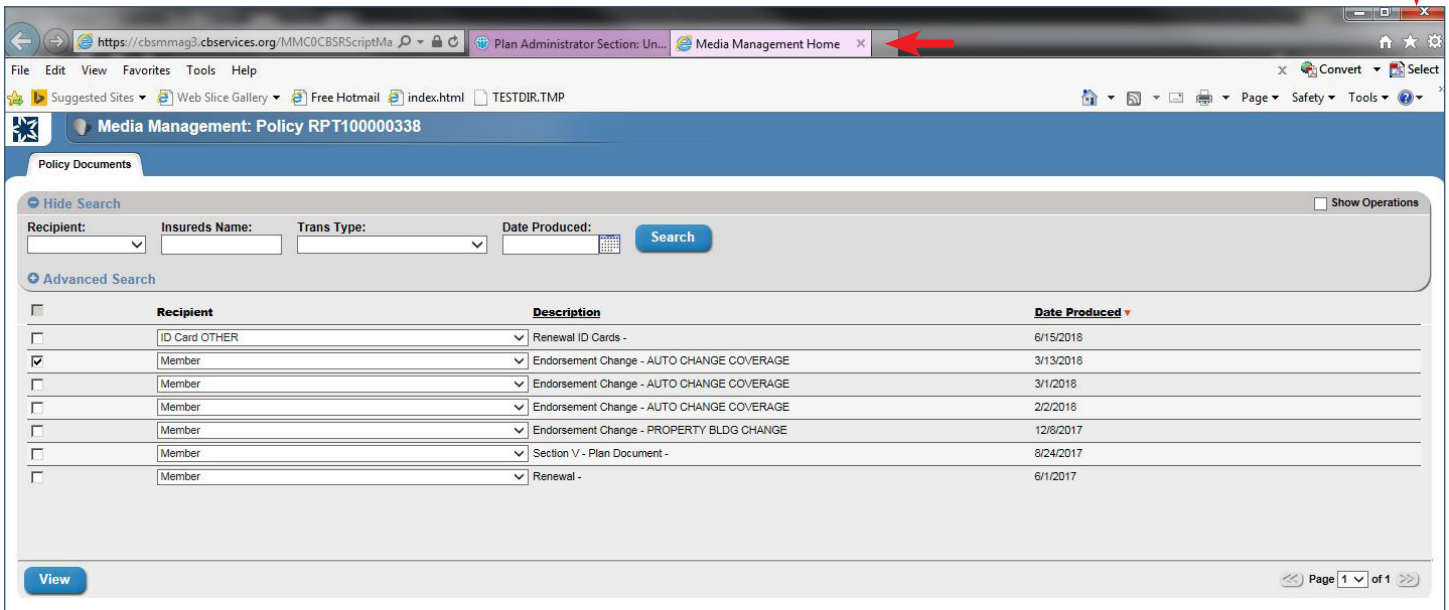 https://cbsmmag3.cbservices.org/MMC0CBSRScriptMa Plan Administrator Section: Un... Media Management Home
File Edit View Favorites Tools Help x Convert Select
Suggested Sites Web Slice Gallery Free Hotmail index.html TESTDIR.TMP Page Safety Tools
Media Management: Policy RPT100000338
Policy Documents
Hide Search Show Operations
Recipient: Insureds Name: Trans Type: Date Produced: Search
Advanced Search
Recipient Description Date Produced
ID Card OTHER Renewal ID Cards - 6/15/2018
Member Endorsement Change - AUTO CHANGE COVERAGE 3/13/2018
Member Endorsement Change - AUTO CHANGE COVERAGE 3/1/2018
Member Endorsement Change - AUTO CHANGE COVERAGE 2/2/2018
Member Endorsement Change - PROPERTY BLDG CHANGE 12/8/2017
Member Section V - Plan Document - 8/24/2017
Member Renewal - 6/1/2017
View Page 1 of 1